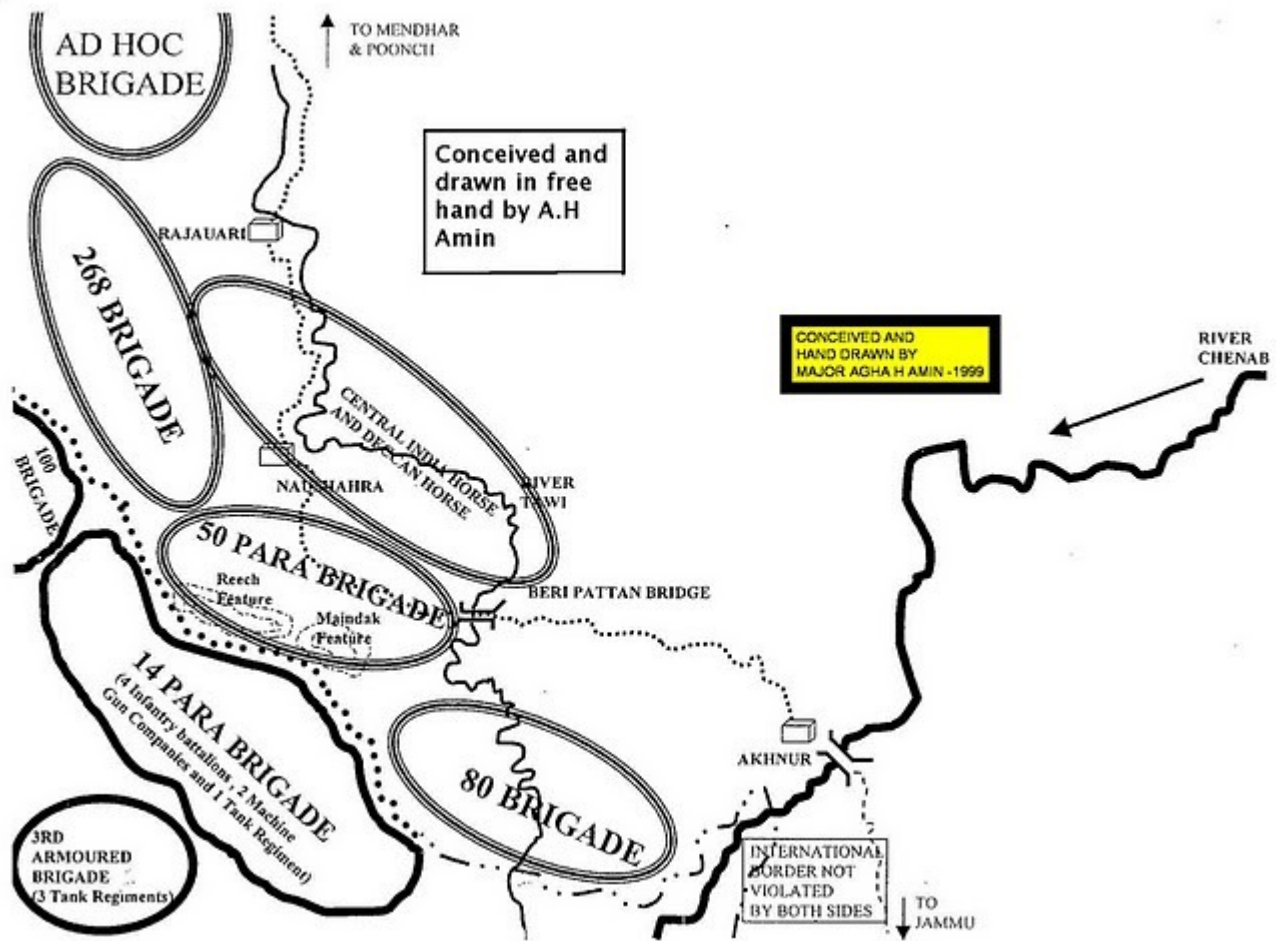 AD HOC
BRIGADE
TO MENDHAR
& POONCH
Conceived and
drawn in free
hand by A.H
Amin
RAJAUARI
268 BRIGADE
CONCEIVED AND
HAND DRAWN BY
MAJOR AGHA H AMIN -1999
RIVER
CHENAB
CENTRAL INDIA HORSE
AND DECCAN HORSE
100
BRIGADE
NAUSHAHRA
RIVER
TAWI
50 PARA BRIGADE
Reech
Feature
Maindak
Feature
BERI PATTAN BRIDGE
14 PARA BRIGADE
(4 Infantry battalions , 2 Machine
Gun Companies and 1 Tank Regiment)
80 BRIGADE
AKHNUR
3RD
ARMOURED
BRIGADE
(3 Tank Regiments)
INTERNATIONAL
BORDER NOT
VIOLATED
BY BOTH SIDES
TO
JAMMU